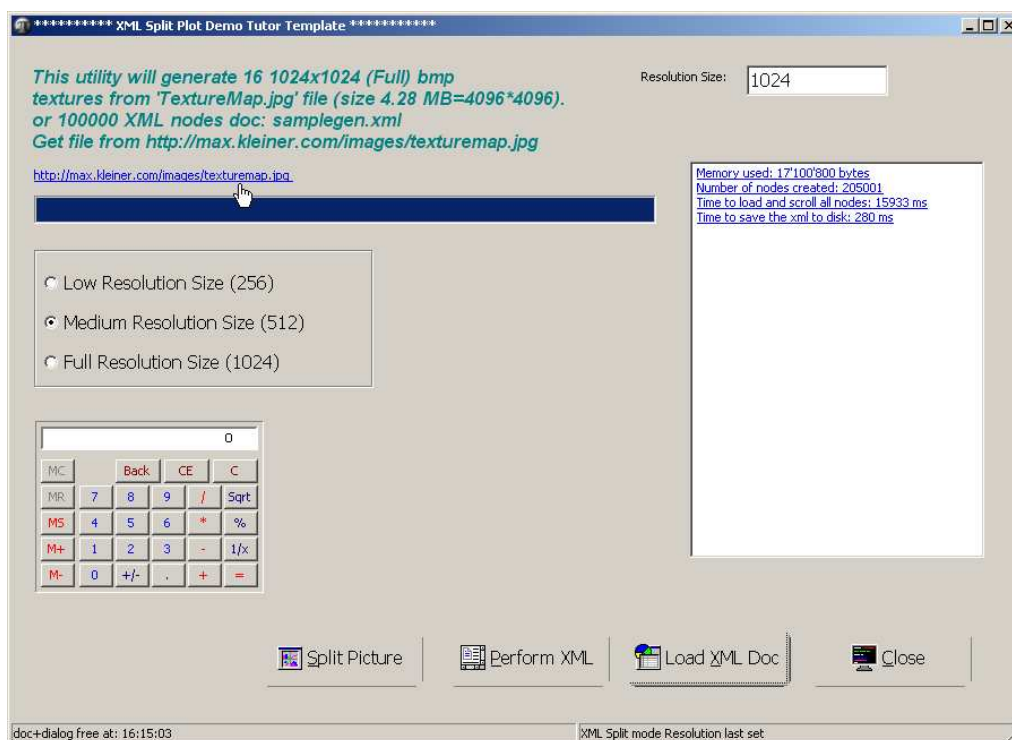 ********** XML Split Plot Demo Tutor Template ***********
This utility will generate 16 1024x1024 (Full) bmp
textures from 'TextureMap.jpg' file (size 4.28 MB=4096*4096).
or 100000 XML nodes doc: samplegen.xml
Get file from http://max.kleiner.com/images/texturemap.jpg
Resolution Size:
1024
http://max.kleiner.com/images/texturemap.jpg
Memory used: 17'100'800 bytes
Number of nodes created: 205001
Time to load and scroll all nodes: 15933 ms
Time to save the xml to disk: 280 ms
Low Resolution Size (256)
Medium Resolution Size (512)
Full Resolution Size (1024)
0
MC Back CE C
MR 7 8 9 / Sqrt
MS 4 5 6 * %
M+ 1 2 3 - 1/x
M- 0 +/- . + =
Split Picture
Perform XML
Load XML Doc
Close
doc+dialog free at: 16:15:03
XML Split mode Resolution last set